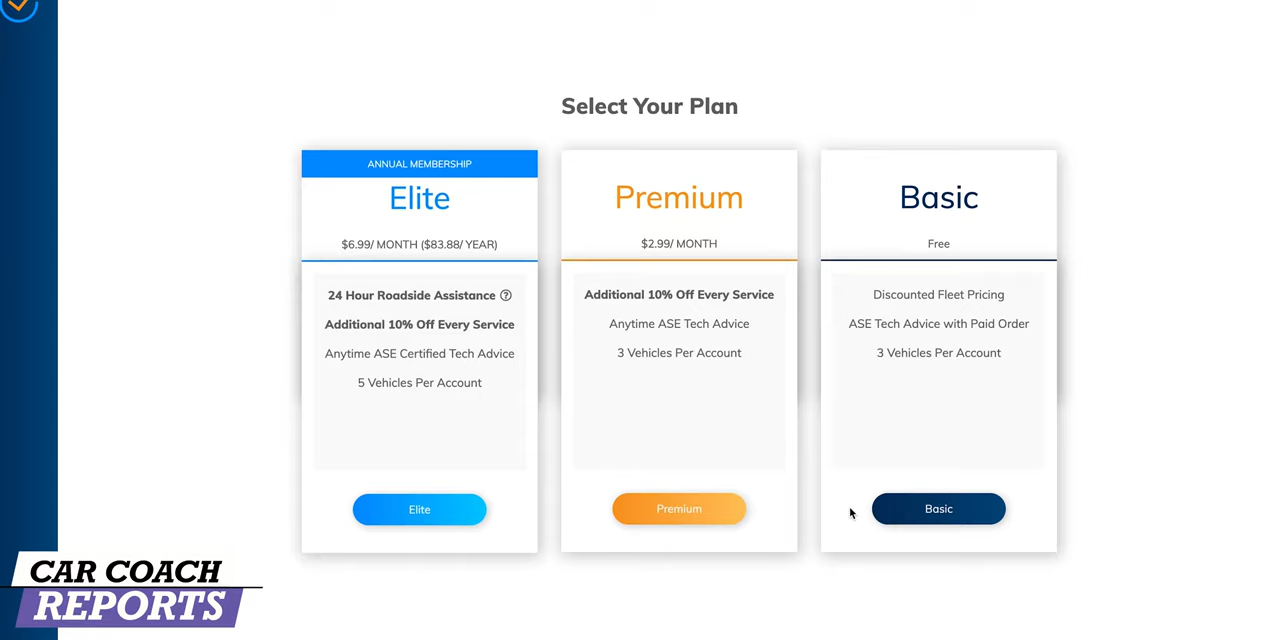 Select Your Plan
ANNUAL MEMBERSHIP
Elite
$6.99/ MONTH ($83.88/ YEAR)
24 Hour Roadside Assistance ?
Additional 10% Off Every Service
Anytime ASE Certified Tech Advice
5 Vehicles Per Account
Elite
Premium
$2.99/ MONTH
Additional 10% Off Every Service
Anytime ASE Tech Advice
3 Vehicles Per Account
Premium
Basic
Free
Discounted Fleet Pricing
ASE Tech Advice with Paid Order
3 Vehicles Per Account
Basic
CAR COACH
REPORTS